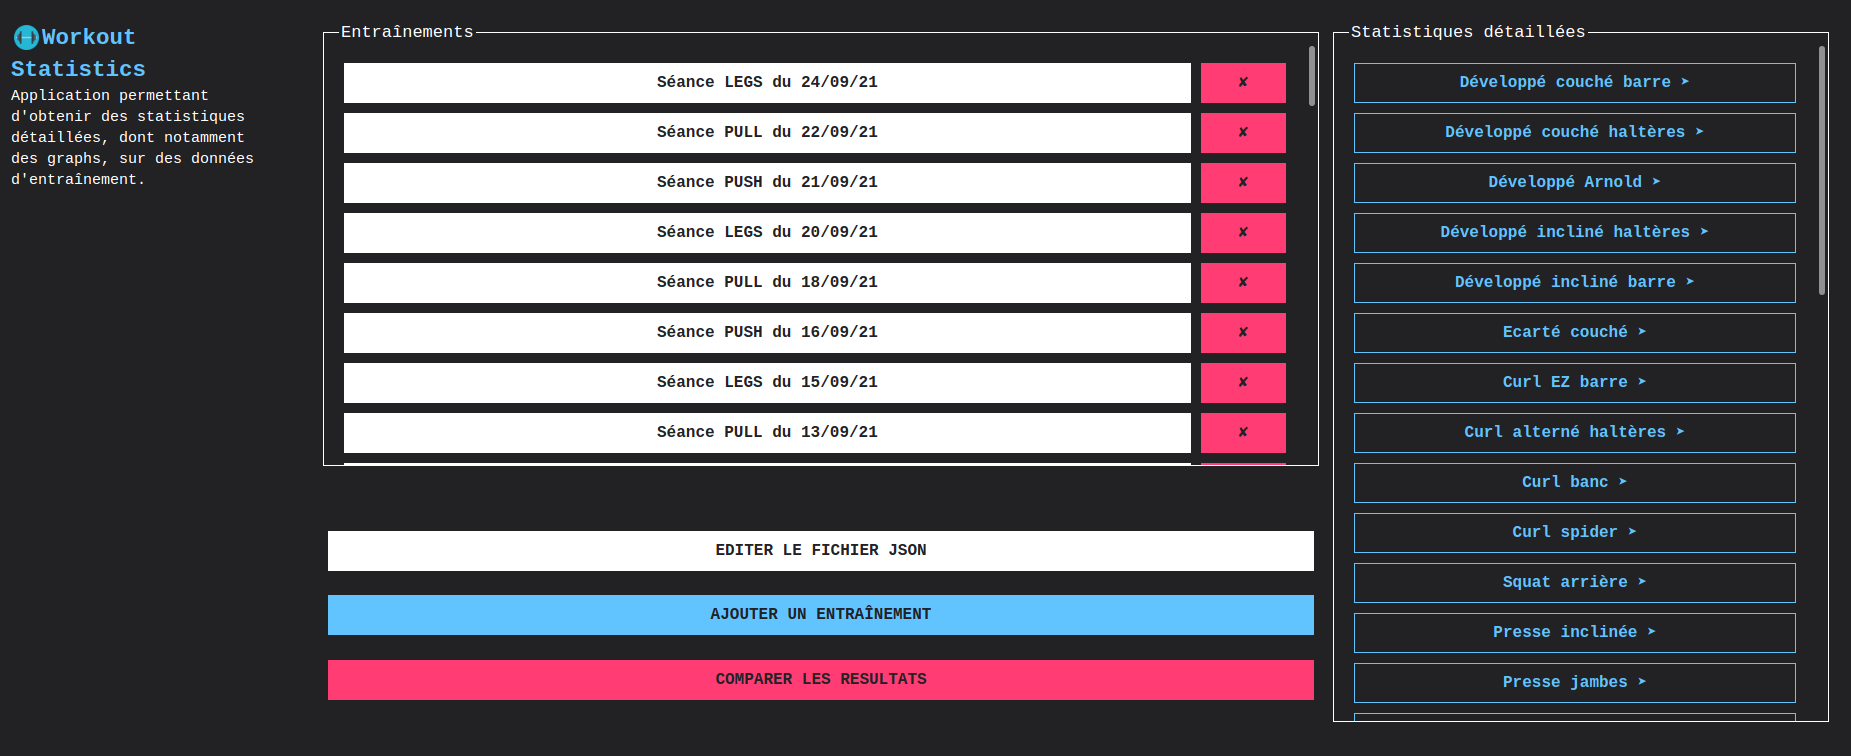 Workout
Statistics
Application permettant
d'obtenir des statistiques
détaillées, dont notamment
des graphs, sur des données
d'entraînement.
Entraînements
Séance LEGS du 24/09/21 ✘
Séance PULL du 22/09/21 ✘
Séance PUSH du 21/09/21 ✘
Séance LEGS du 20/09/21 ✘
Séance PULL du 18/09/21 ✘
Séance PUSH du 16/09/21 ✘
Séance LEGS du 15/09/21 ✘
Séance PULL du 13/09/21 ✘
EDITER LE FICHIER JSON
AJOUTER UN ENTRAÎNEMENT
COMPARER LES RESULTATS
Statistiques détaillées
Développé couché barre ➤
Développé couché haltères ➤
Développé Arnold ➤
Développé incliné haltères ➤
Développé incliné barre ➤
Ecarté couché ➤
Curl EZ barre ➤
Curl alterné haltères ➤
Curl banc ➤
Curl spider ➤
Squat arrière ➤
Presse inclinée ➤
Presse jambes ➤